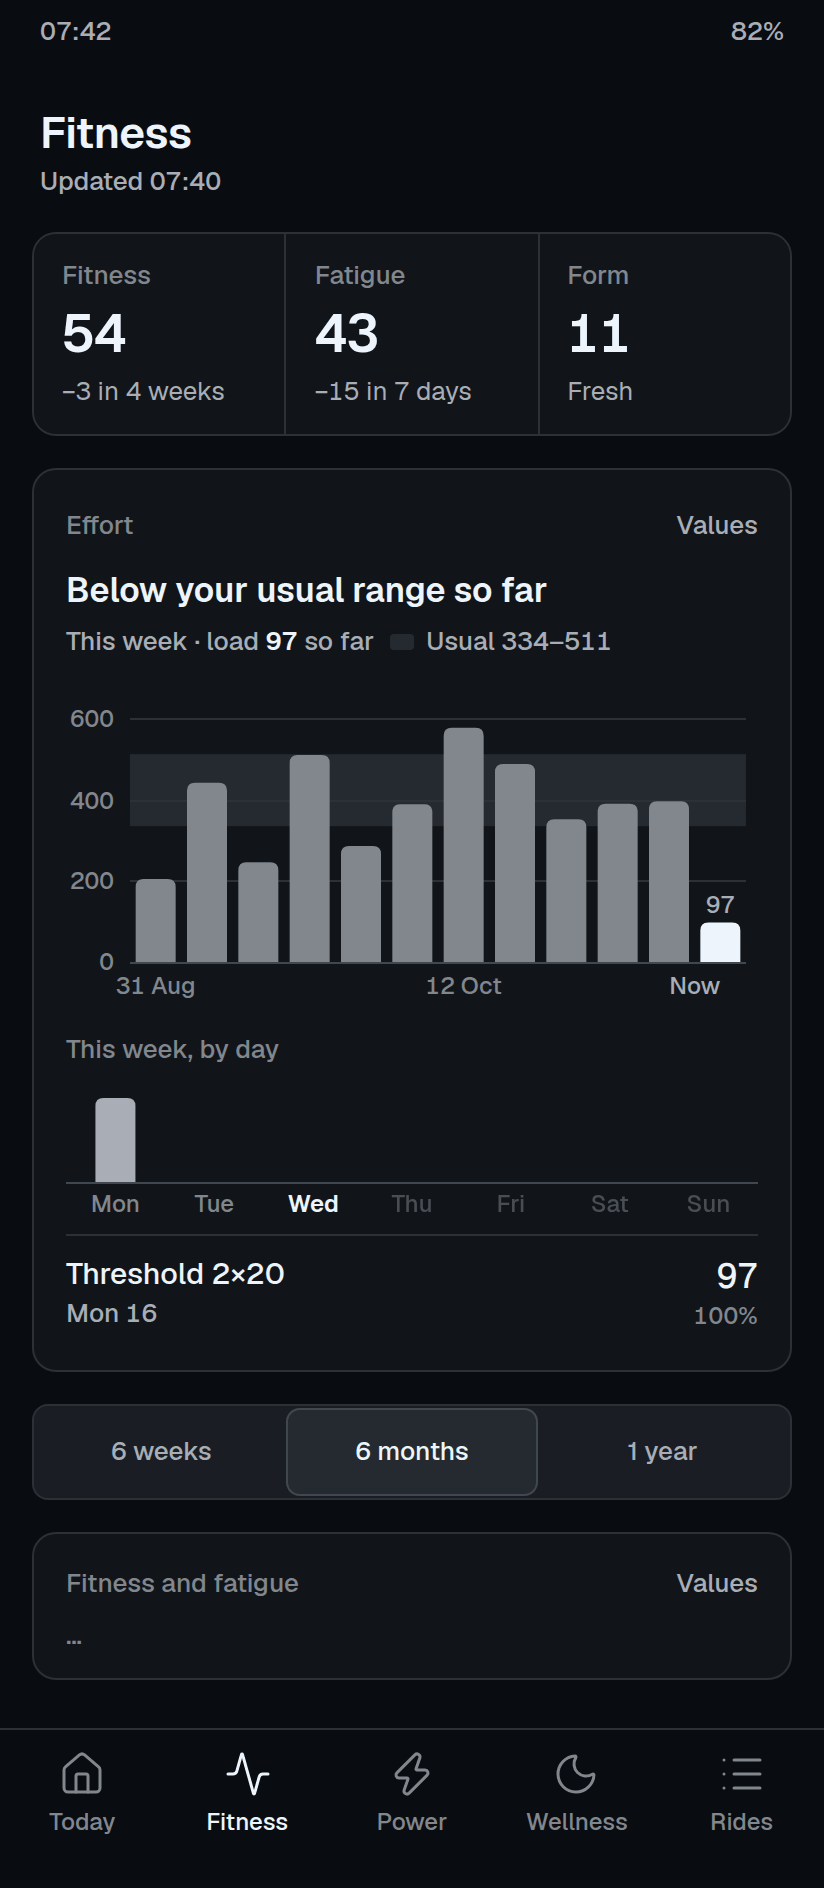 07:42 82%
Fitness
Updated 07:40
Fitness Fatigue Form
54 43 11
−3 in 4 weeks −15 in 7 days Fresh
Effort Values
Below your usual range so far
This week · load 97 so far Usual 334–511
600
400
200
97
0
31 Aug 12 Oct Now
This week, by day
Mon Tue Wed Thu Fri Sat Sun
Threshold 2×20 97
Mon 16 100%
6 weeks 6 months 1 year
Fitness and fatigue Values
…
Today Fitness Power Wellness Rides